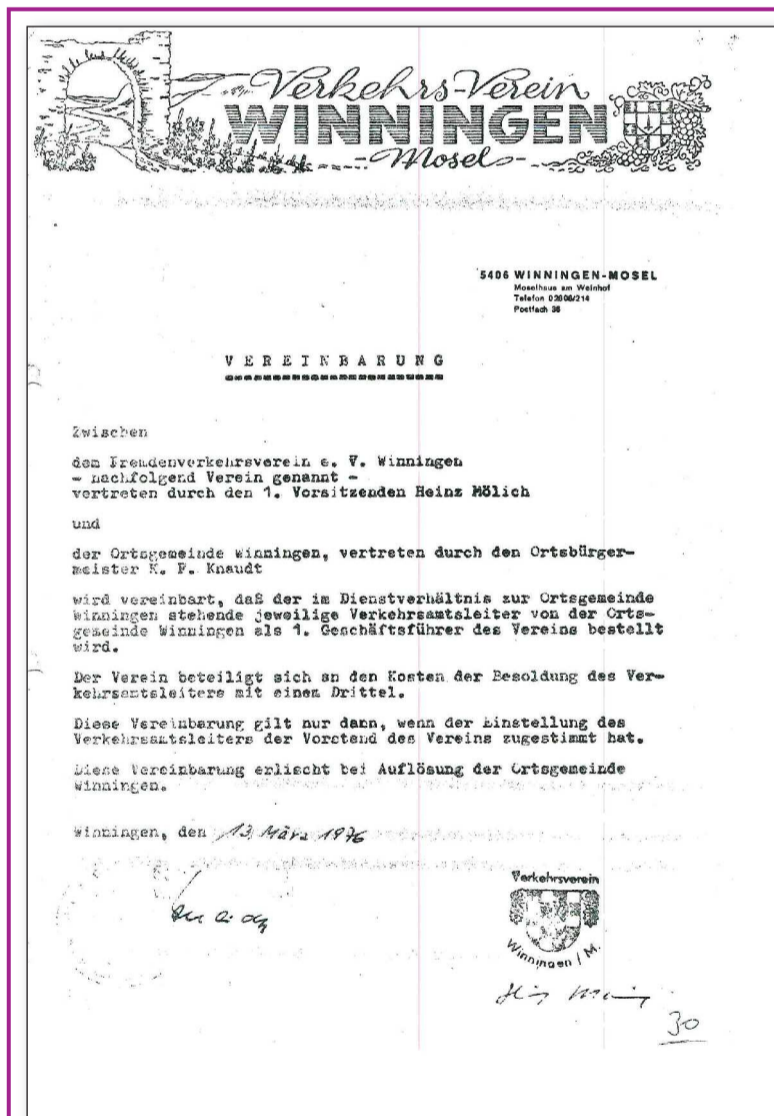 Verkehrs-Verein
WINNINGEN
-Mosel-
5406 WINNINGEN-MOSEL
Moselhaus am Weinhof
Telefon 02606/214
Postfach 36
VEREINBARUNG
Zwischen
dem Fremdenverkehrsverein e. V. Winningen
- nachfolgend Verein genannt -
vertreten durch den 1. Vorsitzenden Heinz Mölich
und
der Ortsgemeinde Winningen, vertreten durch den Ortsbürger-
meister K. F. Knaudt
wird vereinbart, daß der im Dienstverhältnis zur Ortsgemeinde
Winningen stehende jeweilige Verkehrsamtsleiter von der Orts-
gemeinde Winningen als 1. Geschäftsführer des Vereins bestellt
wird.
Der Verein beteiligt sich an den Kosten der Besoldung des Ver-
kehrsamtsleiters mit einem Drittel.
Diese Vereinbarung gilt nur dann, wenn der Einstellung des
Verkehrsamtsleiters der Vorstand des Vereins zugestimmt hat.
Diese Vereinbarung erlischt bei Auflösung der Ortsgemeinde
Winningen.
Winningen, den 13. März 1976
Verkehrsverein
Winningen / M.
30